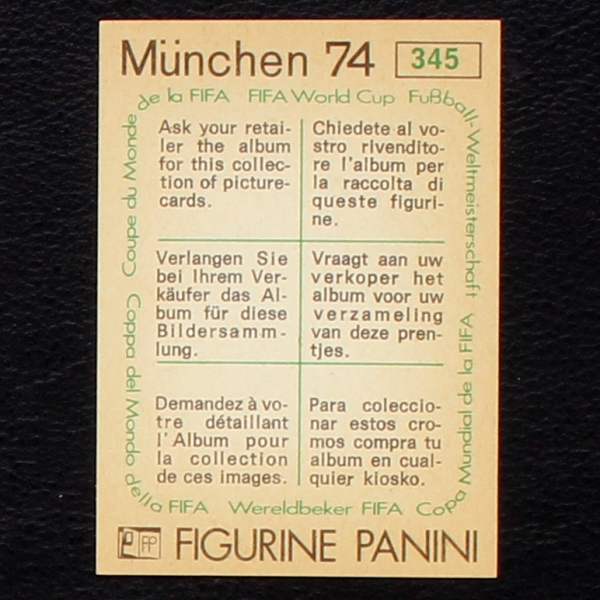 München 74 345
de la FIFA FIFA World Cup Fußball-Weltmeisterschaft
Ask your retai-
ler the album
for this collec-
tion of picture-
cards.
Chiedete al vo-
stro rivendito-
re l'album per
la raccolta di
queste figuri-
ne.
Verlangen Sie
bei Ihrem Ver-
käufer das Al-
bum für diese
Bildersamm-
lung.
Vraagt aan uw
verkoper het
album voor uw
verzameling
van deze pren-
tjes.
Demandez à vo-
tre détaillant
l'Album pour
la collection
de ces images.
Para coleccio-
nar estos cro-
mos compra tu
album en cual-
quier kiosko.
Coupe du Monde
Coppa del Mondo della FIFA Wereldbeker FIFA Copa Mundial de la FIFA
FP FIGURINE PANINI